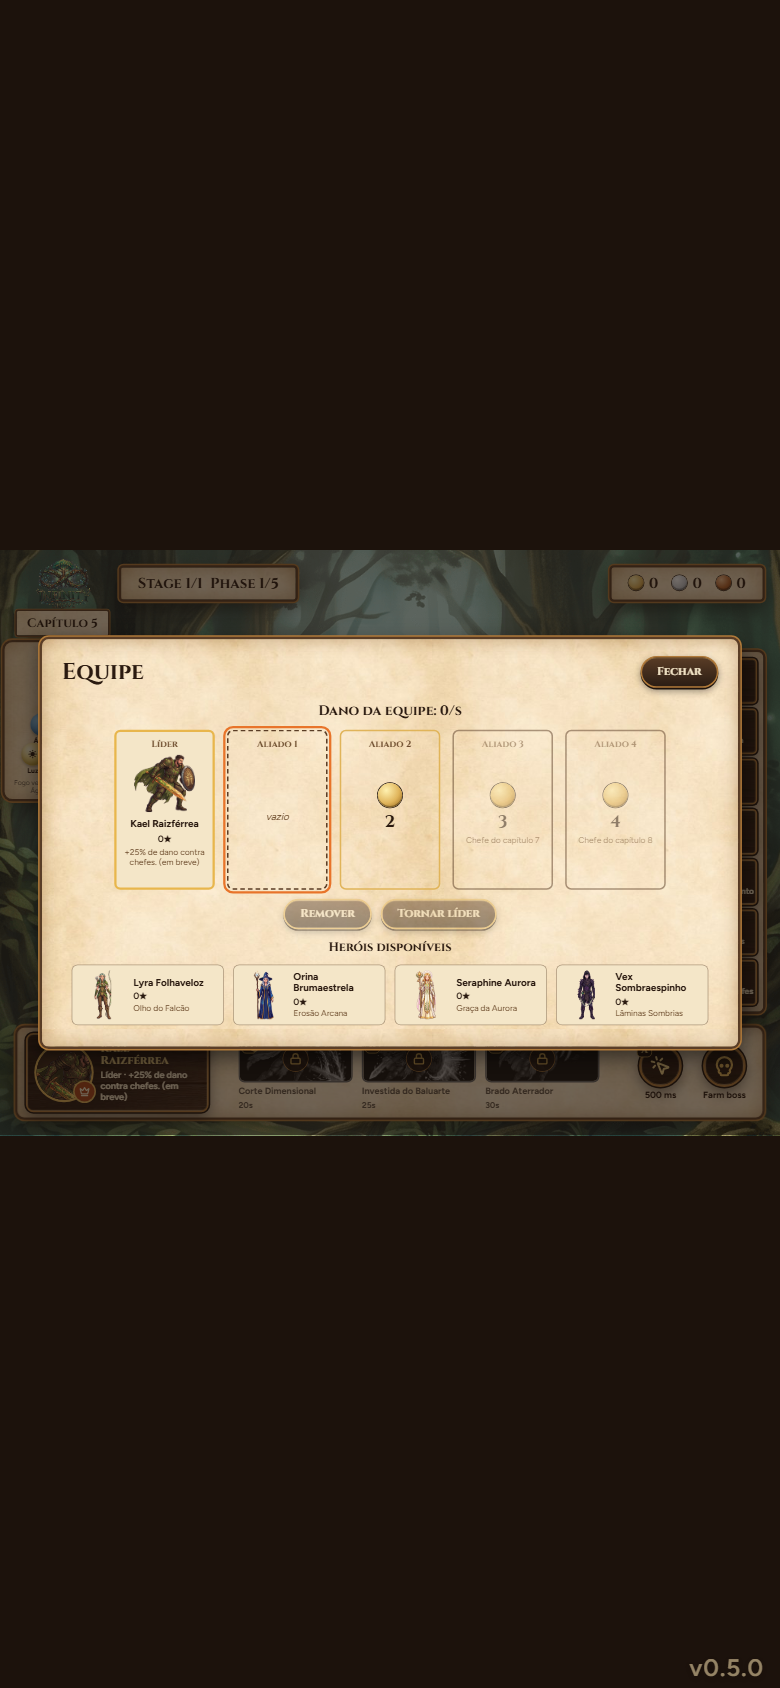 Stage 1/1 Phase 1/5
0 0 0
Capítulo 5
Equipe
Fechar
Dano da equipe: 0/s
Líder
Kael Raizférrea
0★
+25% de dano contra
chefes. (em breve)
Aliado 1
vazio
Aliado 2
2
Aliado 3
3
Chefe do capítulo 7
Aliado 4
4
Chefe do capítulo 8
Remover
Tornar líder
Heróis disponíveis
Lyra Folhaveloz
0★
Olho do Falcão
Orina
Brumaestrela
0★
Erosão Arcana
Seraphine Aurora
0★
Graça da Aurora
Vex
Sombraespinho
0★
Lâminas Sombrias
Raizférrea
Líder · +25% de dano
contra chefes. (em
breve)
Corte Dimensional
20s
Investida do Baluarte
25s
Brado Aterrador
30s
500 ms
Farm boss
v0.5.0